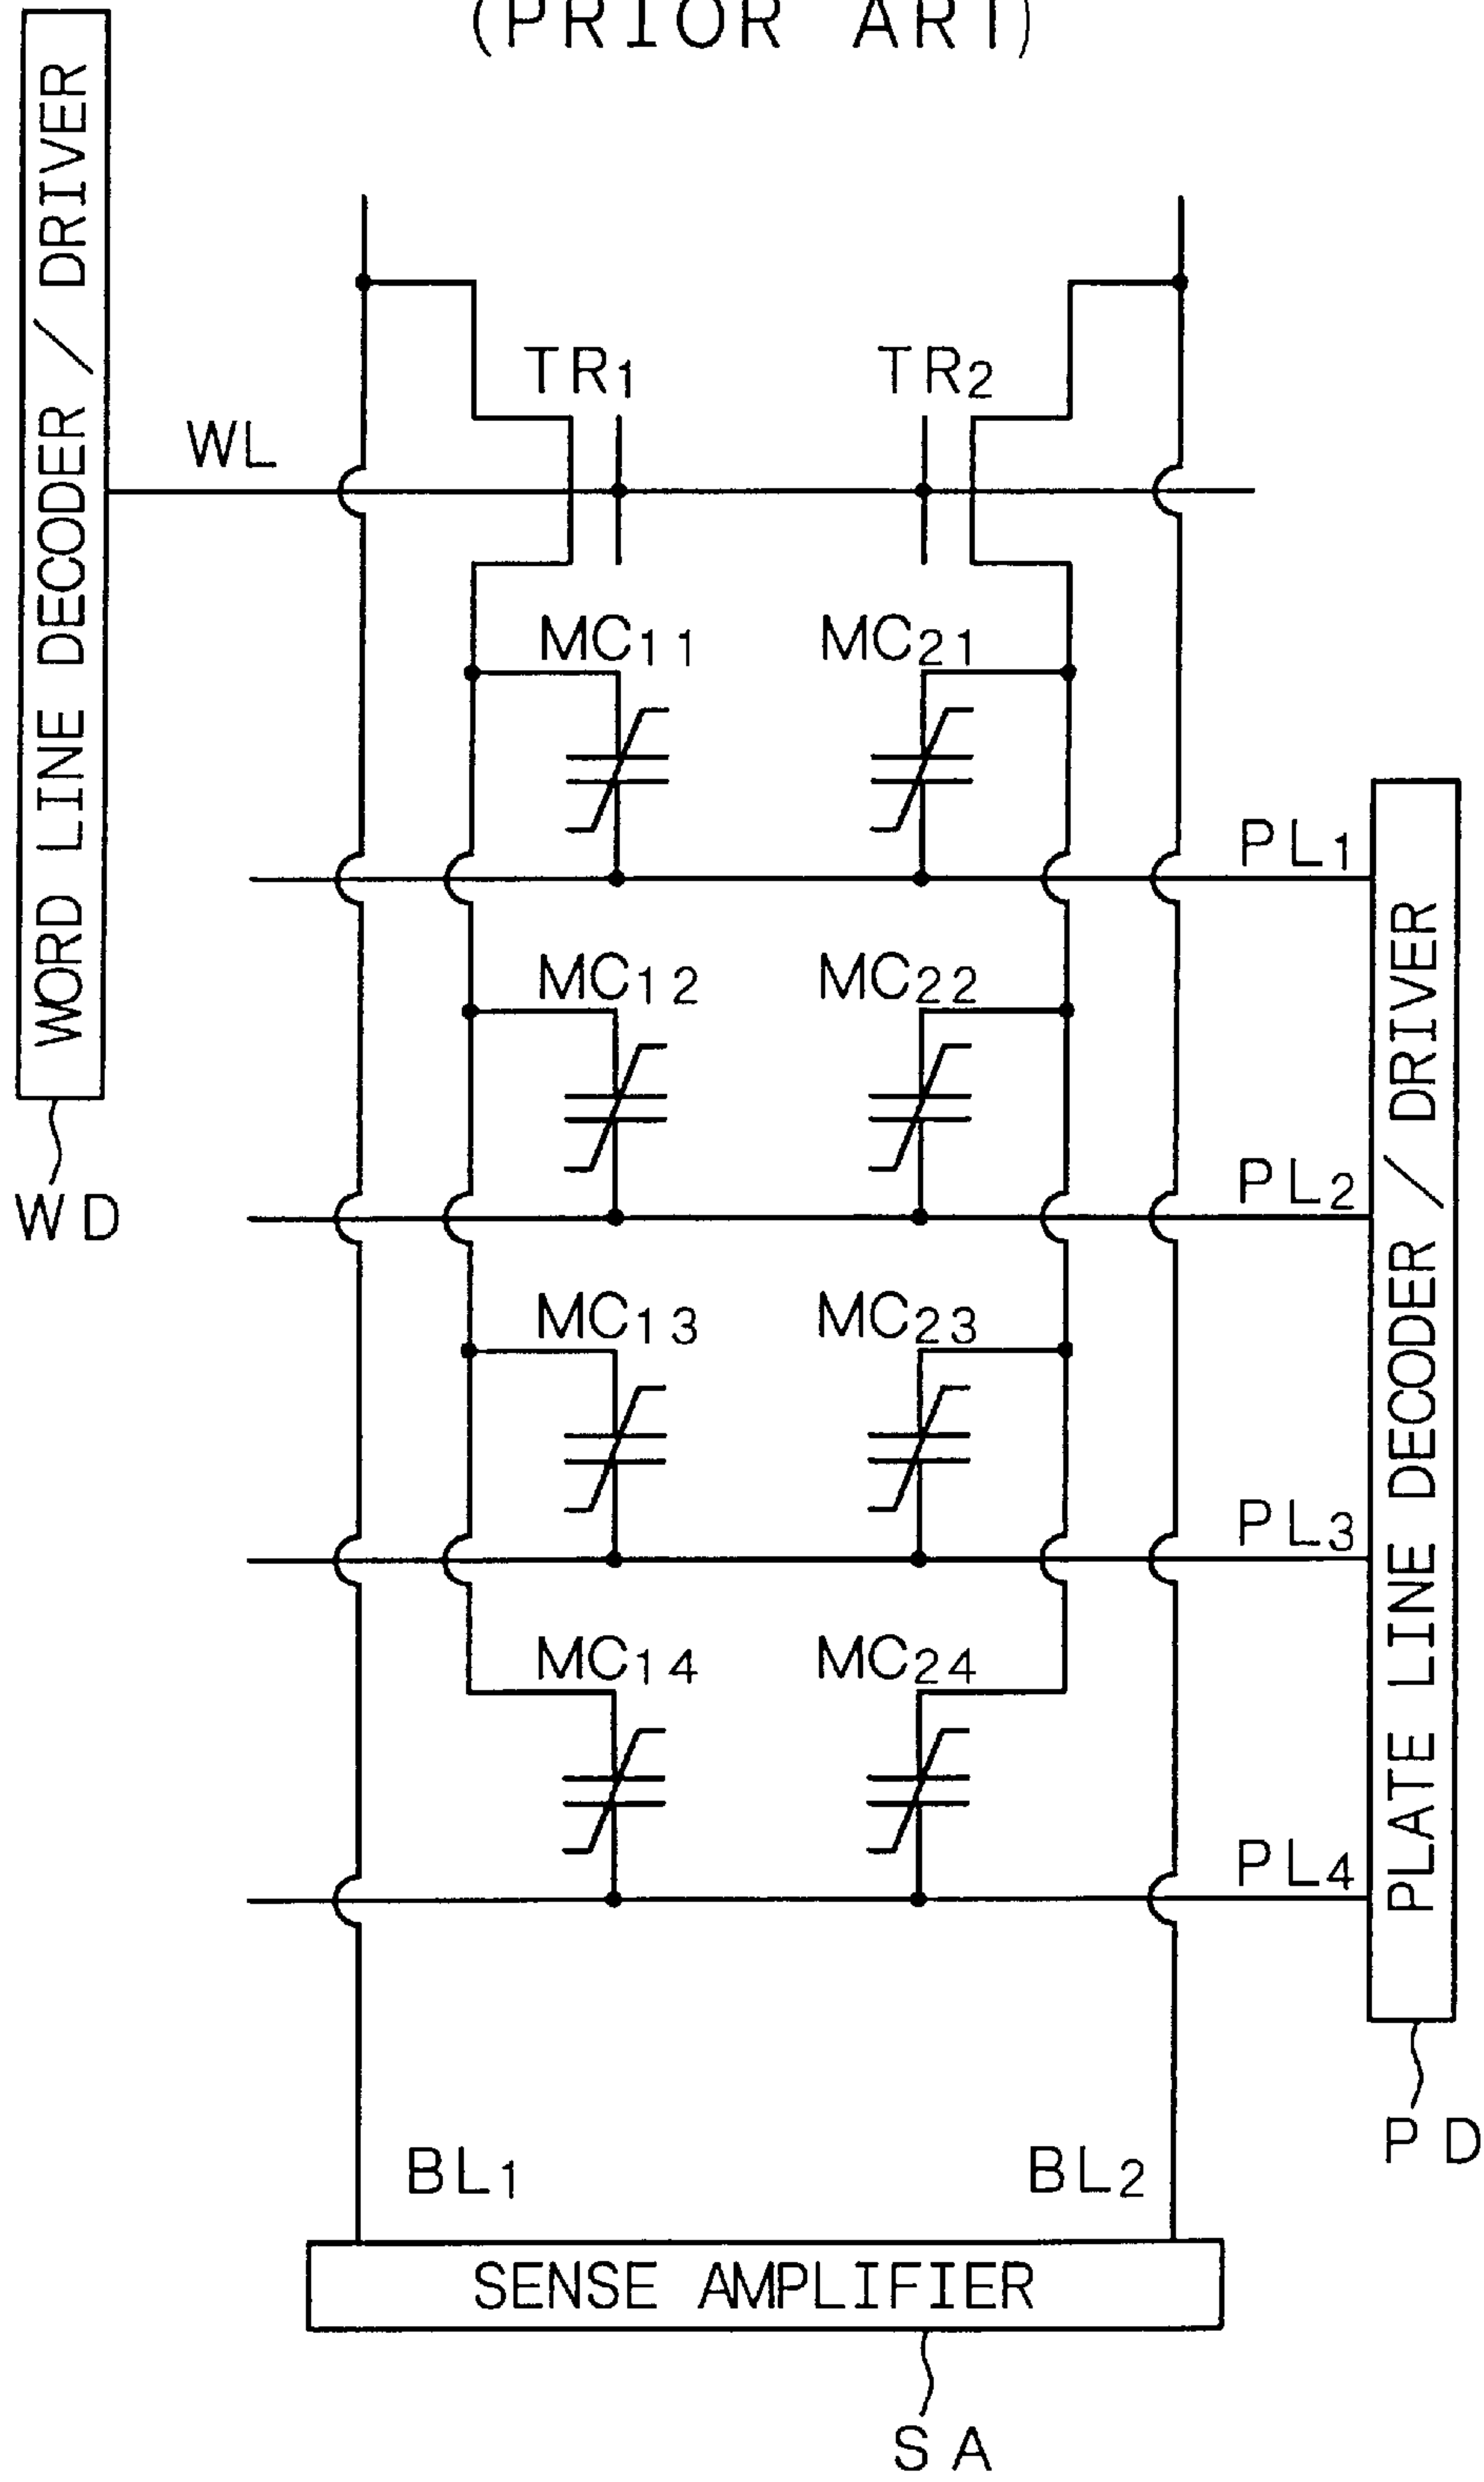 (PRIOR ART)
WORD LINE DECODER / DRIVER
TR1
TR2
WL
MC11
MC21
PL1
MC12
MC22
PL2
WD
MC13
MC23
PL3
MC14
MC24
PL4
PLATE LINE DECODER / DRIVER
PD
BL1
BL2
SENSE AMPLIFIER
SA